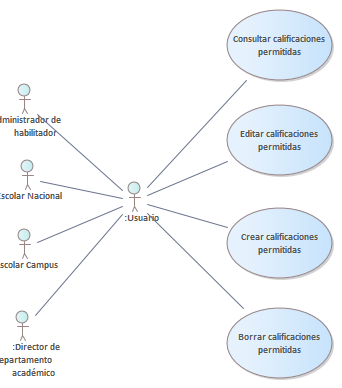 Consultar calificaciones
permitidas
dministrador de
habilitador
Editar calificaciones
permitidas
Escolar Nacional
:Usuario
Crear calificaciones
permitidas
scolar Campus
Borrar calificaciones
permitidas
:Director de
epartamento
académico